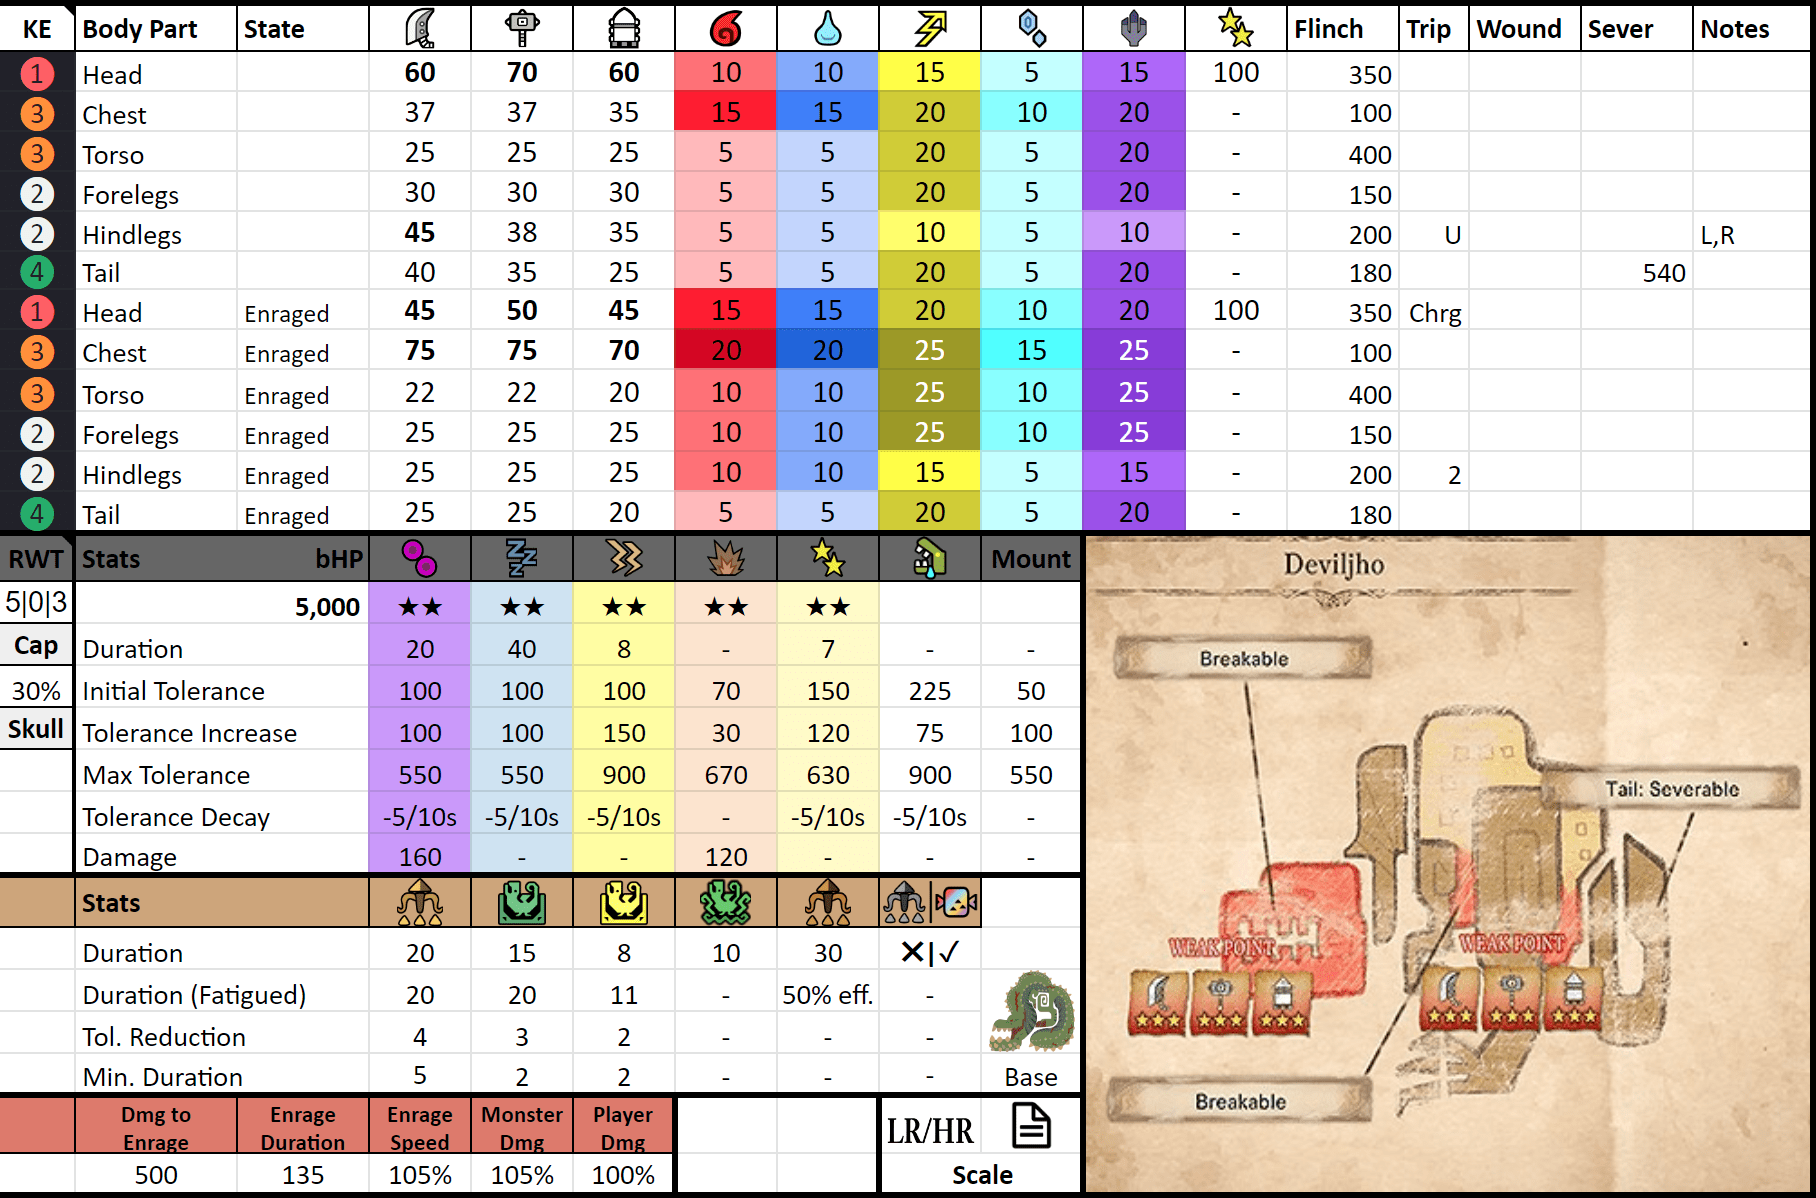 KE Body Part State Flinch Trip Wound Sever Notes
1 Head 60 70 60 10 10 15 5 15 100 350
3 Chest 37 37 35 15 15 20 10 20 - 100
3 Torso 25 25 25 5 5 20 5 20 - 400
2 Forelegs 30 30 30 5 5 20 5 20 - 150
2 Hindlegs 45 38 35 5 5 10 5 10 - 200 U L,R
4 Tail 40 35 25 5 5 20 5 20 - 180 540
1 Head Enraged 45 50 45 15 15 20 10 20 100 350 Chrg
3 Chest Enraged 75 75 70 20 20 25 15 25 - 100
3 Torso Enraged 22 22 20 10 10 25 10 25 - 400
2 Forelegs Enraged 25 25 25 10 10 25 10 25 - 150
2 Hindlegs Enraged 25 25 25 10 10 15 5 15 - 200 2
4 Tail Enraged 25 25 20 5 5 20 5 20 - 180
RWT Stats bHP Mount
5|0|3 5,000 ★★ ★★ ★★ ★★ ★★
Cap Duration 20 40 8 - 7 - -
30% Initial Tolerance 100 100 100 70 150 225 50
Skull Tolerance Increase 100 100 150 30 120 75 100
Max Tolerance 550 550 900 670 630 900 550
Tolerance Decay -5/10s -5/10s -5/10s - -5/10s -5/10s -
Damage 160 - - 120 - - -
Stats
Duration 20 15 8 10 30 ✕|✓
Duration (Fatigued) 20 20 11 - 50% eff. -
Tol. Reduction 4 3 2 - - -
Min. Duration 5 2 2 - - - Base
Dmg to Enrage Enrage Duration Enrage Speed Monster Dmg Player Dmg LR/HR
500 135 105% 105% 100% Scale
Deviljho
Breakable
Tail: Severable
WEAK POINT
WEAK POINT
Breakable